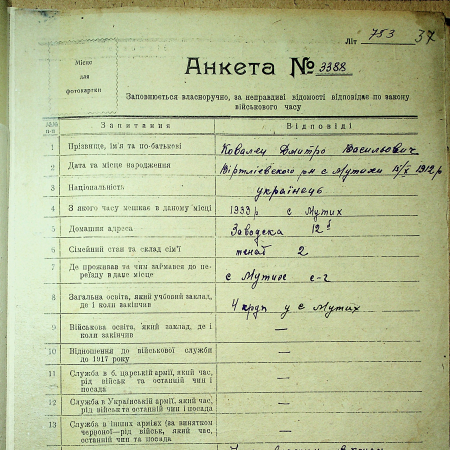 Літ 753 37
Місце
для
фотокартки
Анкета № 3388
Заповнюється власноручно, за неправдиві відомості відповідає по закону
військового часу
№№ п-п Запитання Відповіді
1 Прізвище, ім'я та по-батькові Ковалец Дмитро Васильович
2 Дата та місце народження с Мутихи 1912 р
3 Національність українець
4 З якого часу мешкає в даному місці 1933 р с Мутих
5 Домашня адреса Заводска 12
6 Сімейний стан та склад сім'ї 2
7 Де проживав та чим займався до пе-
реїзду в даме місце с Мутин с-г
8 Загальна освіта, який учбовий заклад,
де і коли закінчив 4 круп у с Мутих
9 Військова освіта, який заклад, де і
коли закінчив —
10 Відношення до військової служби
до 1917 року —
11 Служба в б. царській армії, який час,
рід військ та останній чин і
посада —
12 Служба в Українській армії, який час,
рід військ та останній чин і посада —
13 Служба в інших арміях (за винятком
червоної—рід військ, який час,
останній чин та посада —